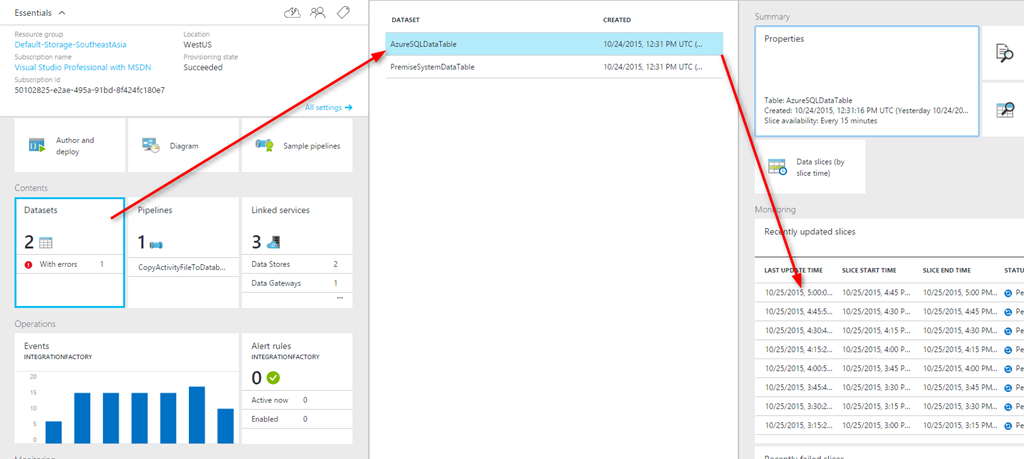 Essentials
Resource group
Default-Storage-SoutheastAsia
Location
WestUS
Subscription name
Visual Studio Professional with MSDN
Provisioning state
Succeeded
Subscription id
50102825-e2ae-495a-91bd-8f424fc180e7
All settings
Author and deploy
Diagram
Sample pipelines
Contents
Datasets
2
With errors 1
Pipelines
1
CopyActivityFileToDatab...
Linked services
3
Data Stores 2
Data Gateways 1
...
Operations
Events
INTEGRATIONFACTORY
20
15
10
5
0
Alert rules
INTEGRATIONFACTORY
0
Active now 0
Enabled 0
DATASET CREATED
AzureSQLDataTable 10/24/2015, 12:31 PM UTC (...
PremiseSystemDataTable 10/24/2015, 12:31 PM UTC (...
Summary
Properties
Table: AzureSQLDataTable
Created: 10/24/2015, 12:31:16 PM UTC (Yesterday 10/24/20...
Slice availability: Every 15 minutes
Data slices (by slice time)
Monitoring
Recently updated slices
LAST UPDATE TIME SLICE START TIME SLICE END TIME STATU
10/25/2015, 5:00:0... 10/25/2015, 4:45 P... 10/25/2015, 5:00 PM... Pe
10/25/2015, 4:45:5... 10/25/2015, 4:30 P... 10/25/2015, 4:45 PM... Pe
10/25/2015, 4:30:4... 10/25/2015, 4:15 P... 10/25/2015, 4:30 PM... Pe
10/25/2015, 4:15:2... 10/25/2015, 4:00 P... 10/25/2015, 4:15 PM... Pe
10/25/2015, 4:00:5... 10/25/2015, 3:45 P... 10/25/2015, 4:00 PM... Pe
10/25/2015, 3:45:4... 10/25/2015, 3:30 P... 10/25/2015, 3:45 PM... Pe
10/25/2015, 3:30:2... 10/25/2015, 3:15 P... 10/25/2015, 3:30 PM... Pe
10/25/2015, 3:15:2... 10/25/2015, 3:00 P... 10/25/2015, 3:15 PM... Pe
Recently failed slices